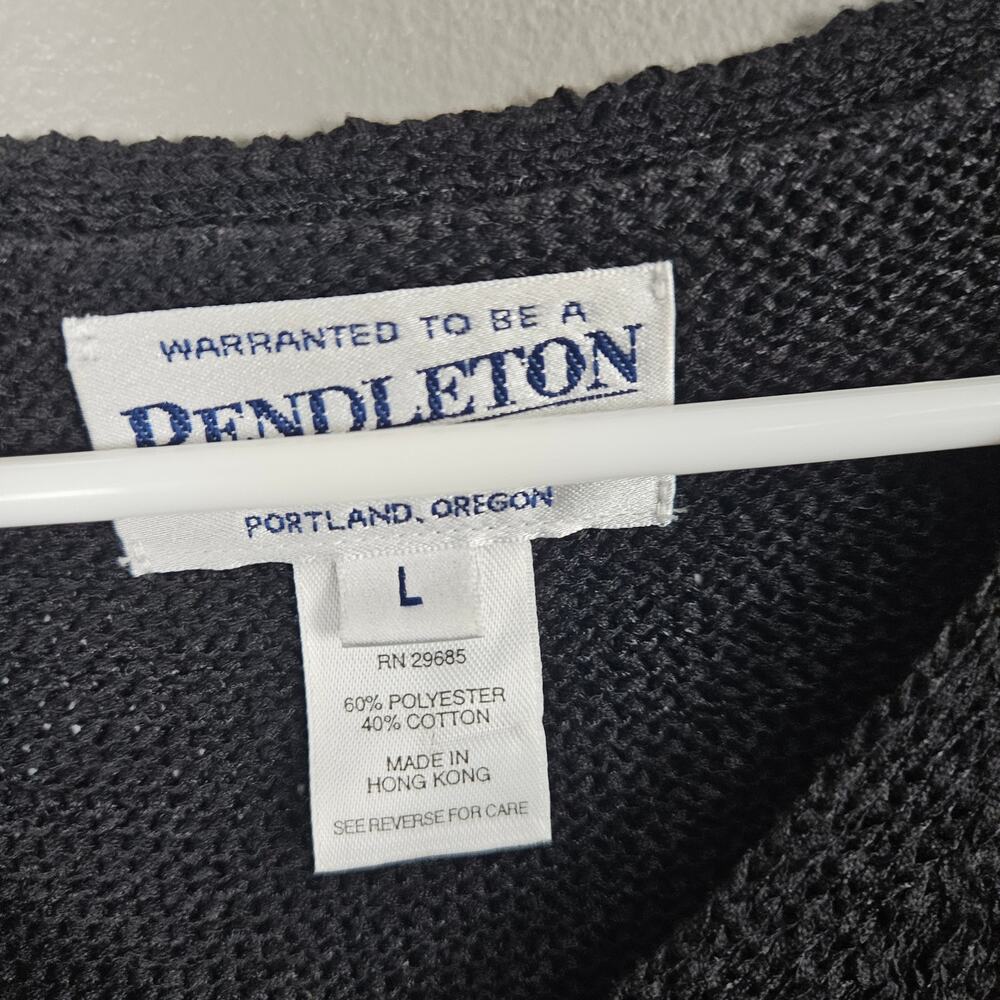 WARRANTED TO BE A
PENDLETON
PORTLAND, OREGON
L
RN 29685
60% POLYESTER
40% COTTON
MADE IN
HONG KONG
SEE REVERSE FOR CARE